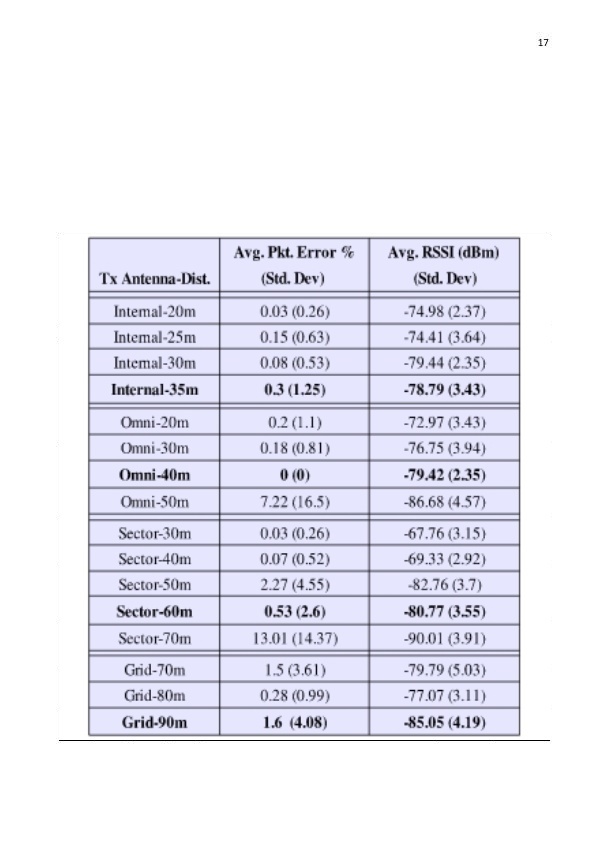 17
Avg. Pkt. Error % Avg. RSSI (dBm)
Tx Antenna-Dist. (Std. Dev) (Std. Dev)
Internal-20m 0.03 (0.26) -74.98 (2.37)
Internal-25m 0.15 (0.63) -74.41 (3.64)
Internal-30m 0.08 (0.53) -79.44 (2.35)
Internal-35m 0.3 (1.25) -78.79 (3.43)
Omni-20m 0.2 (1.1) -72.97 (3.43)
Omni-30m 0.18 (0.81) -76.75 (3.94)
Omni-40m 0 (0) -79.42 (2.35)
Omni-50m 7.22 (16.5) -86.68 (4.57)
Sector-30m 0.03 (0.26) -67.76 (3.15)
Sector-40m 0.07 (0.52) -69.33 (2.92)
Sector-50m 2.27 (4.55) -82.76 (3.7)
Sector-60m 0.53 (2.6) -80.77 (3.55)
Sector-70m 13.01 (14.37) -90.01 (3.91)
Grid-70m 1.5 (3.61) -79.79 (5.03)
Grid-80m 0.28 (0.99) -77.07 (3.11)
Grid-90m 1.6 (4.08) -85.05 (4.19)